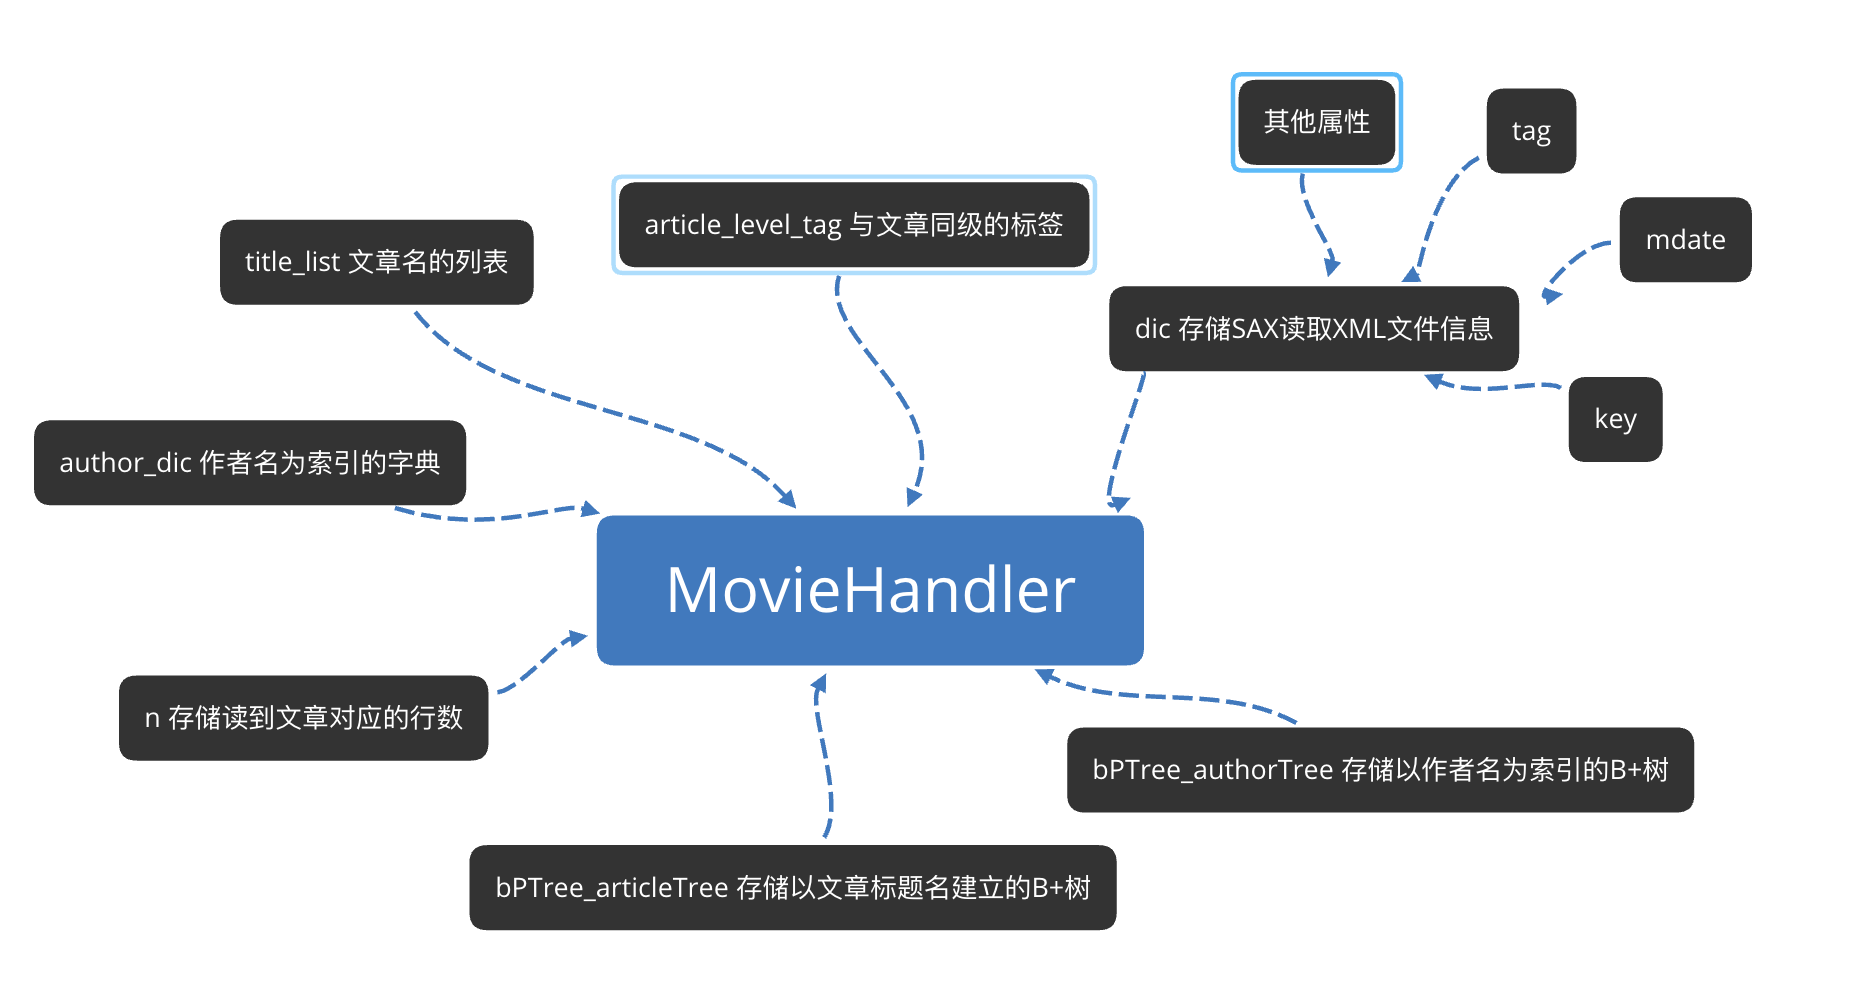 其他属性
tag
article_level_tag 与文章同级的标签
title_list 文章名的列表
mdate
dic 存储SAX读取XML文件信息
key
author_dic 作者名为索引的字典
MovieHandler
n 存储读到文章对应的行数
bPTree_authorTree 存储以作者名为索引的B+树
bPTree_articleTree 存储以文章标题名建立的B+树